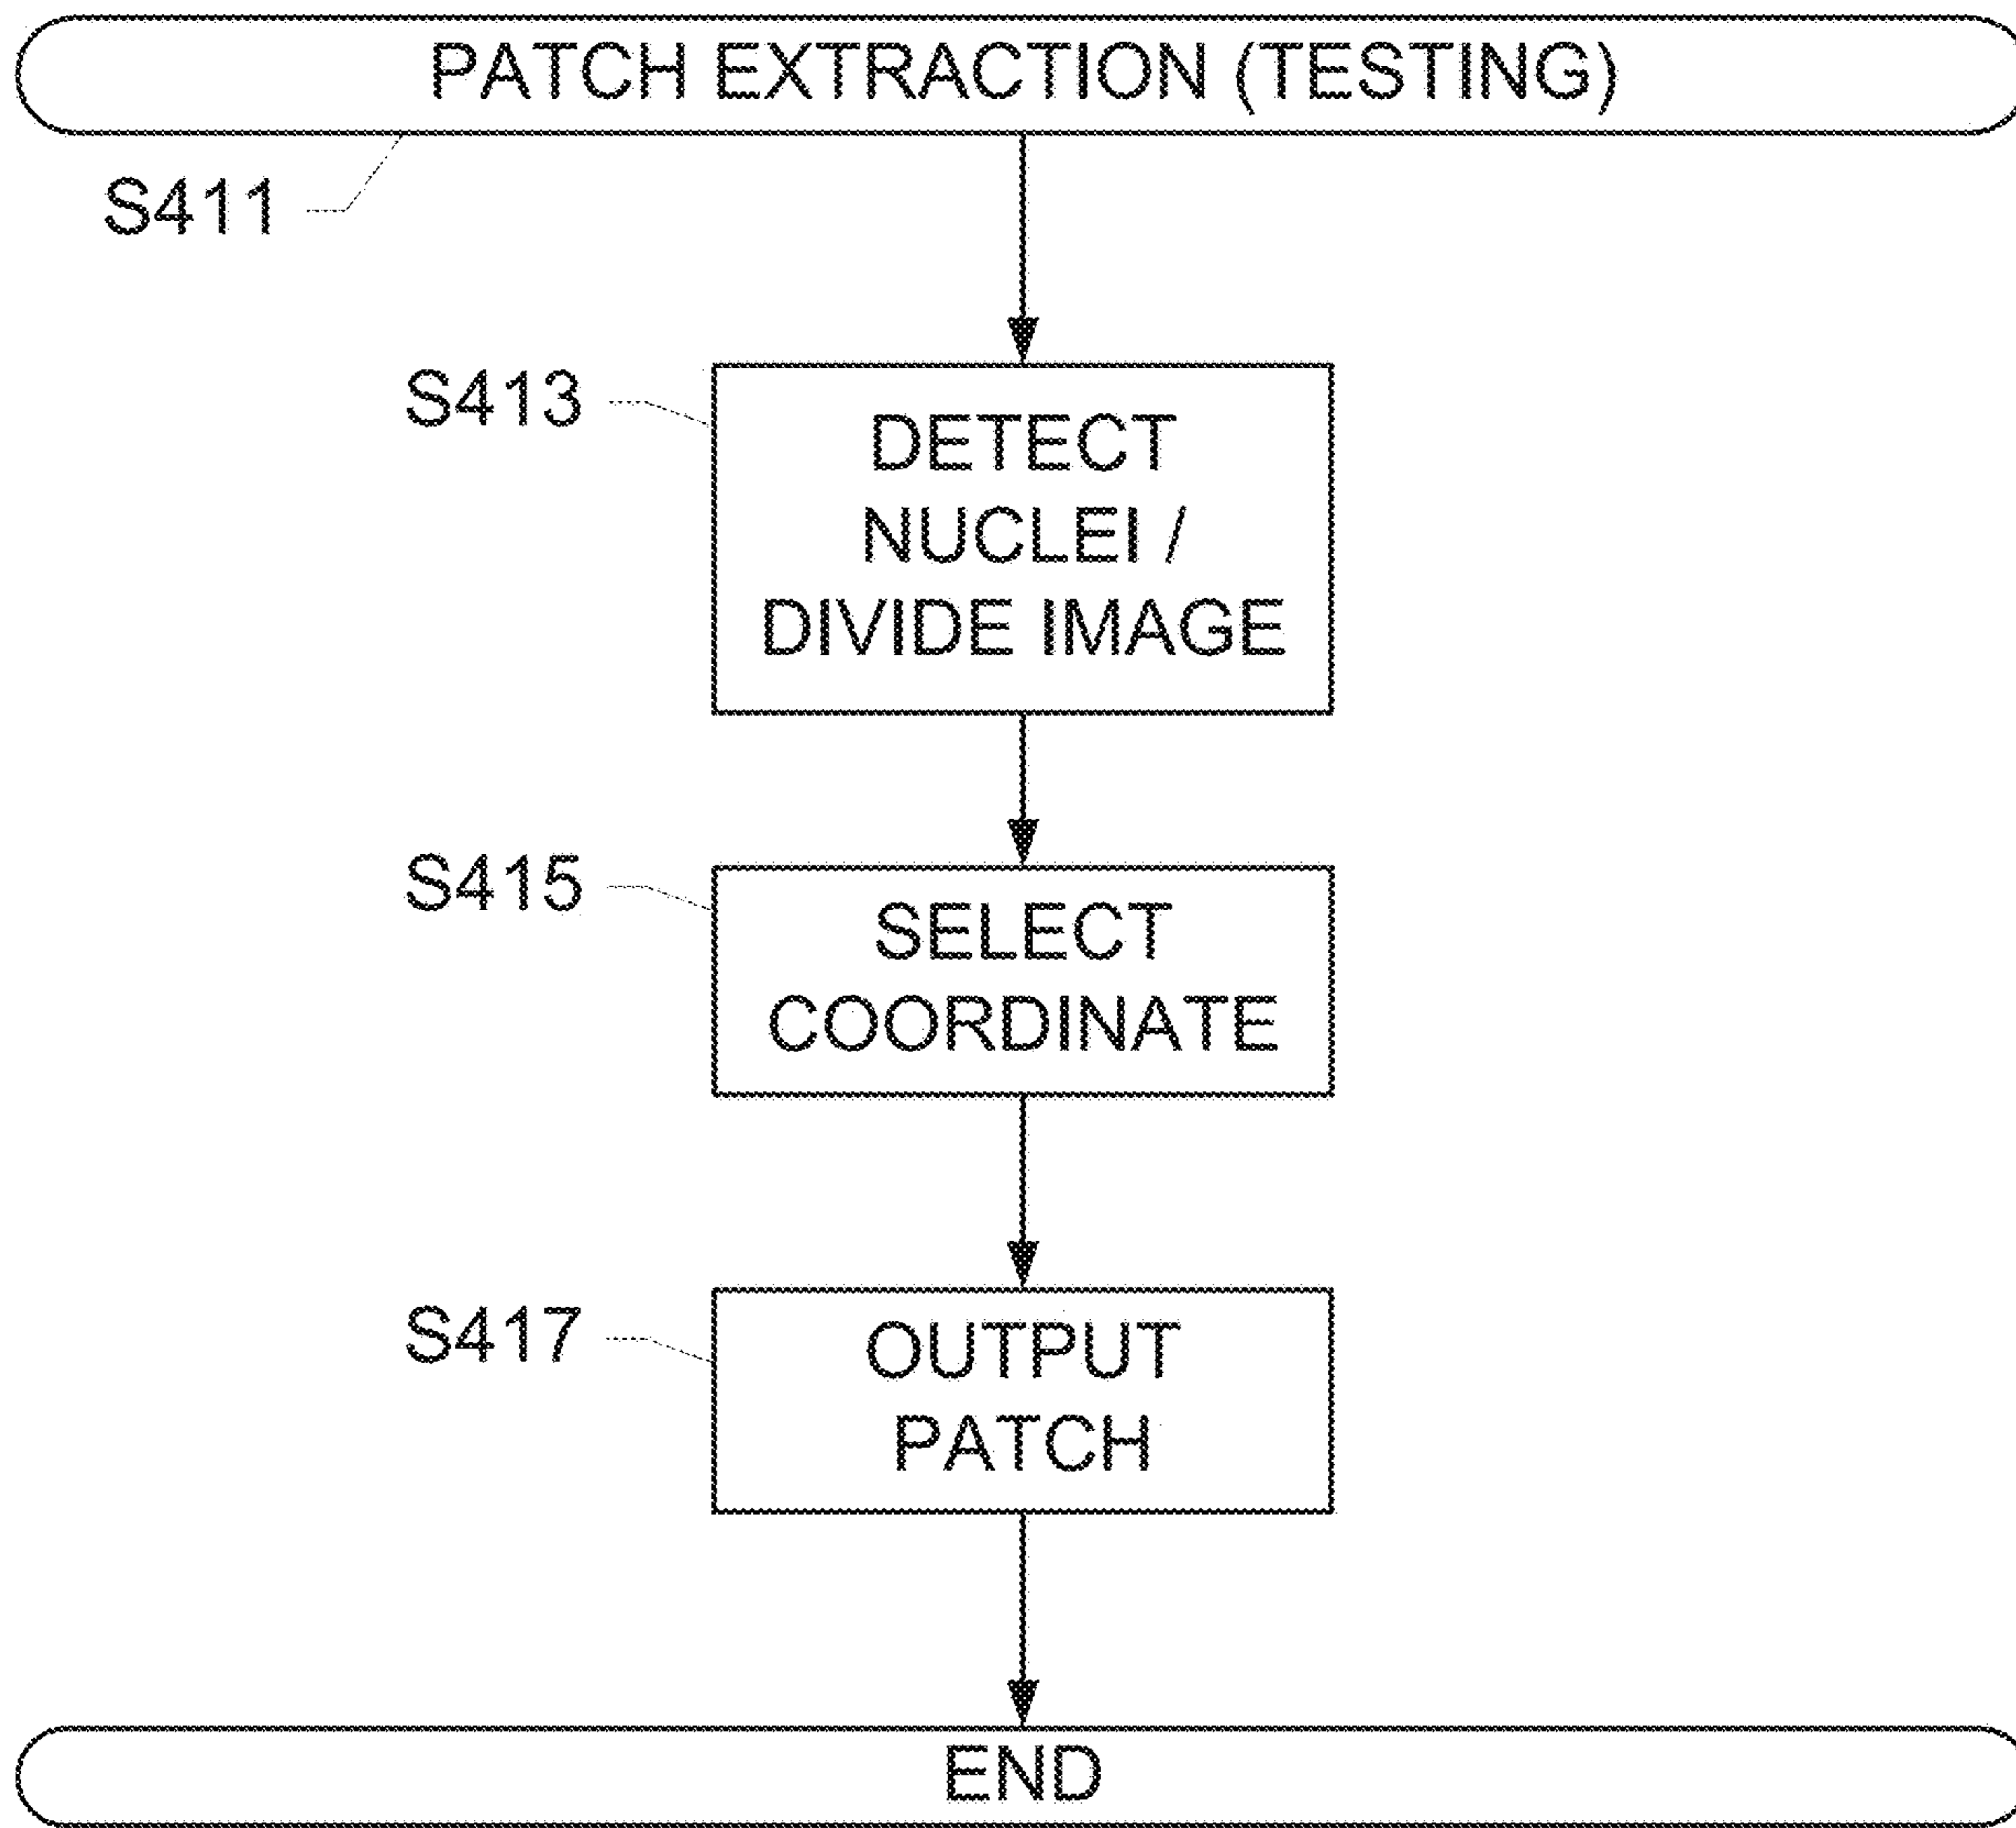 PATCH EXTRACTION (TESTING)
S411
S413
DETECT
NUCLEI /
DIVIDE IMAGE
S415
SELECT
COORDINATE
S417
OUTPUT
PATCH
END